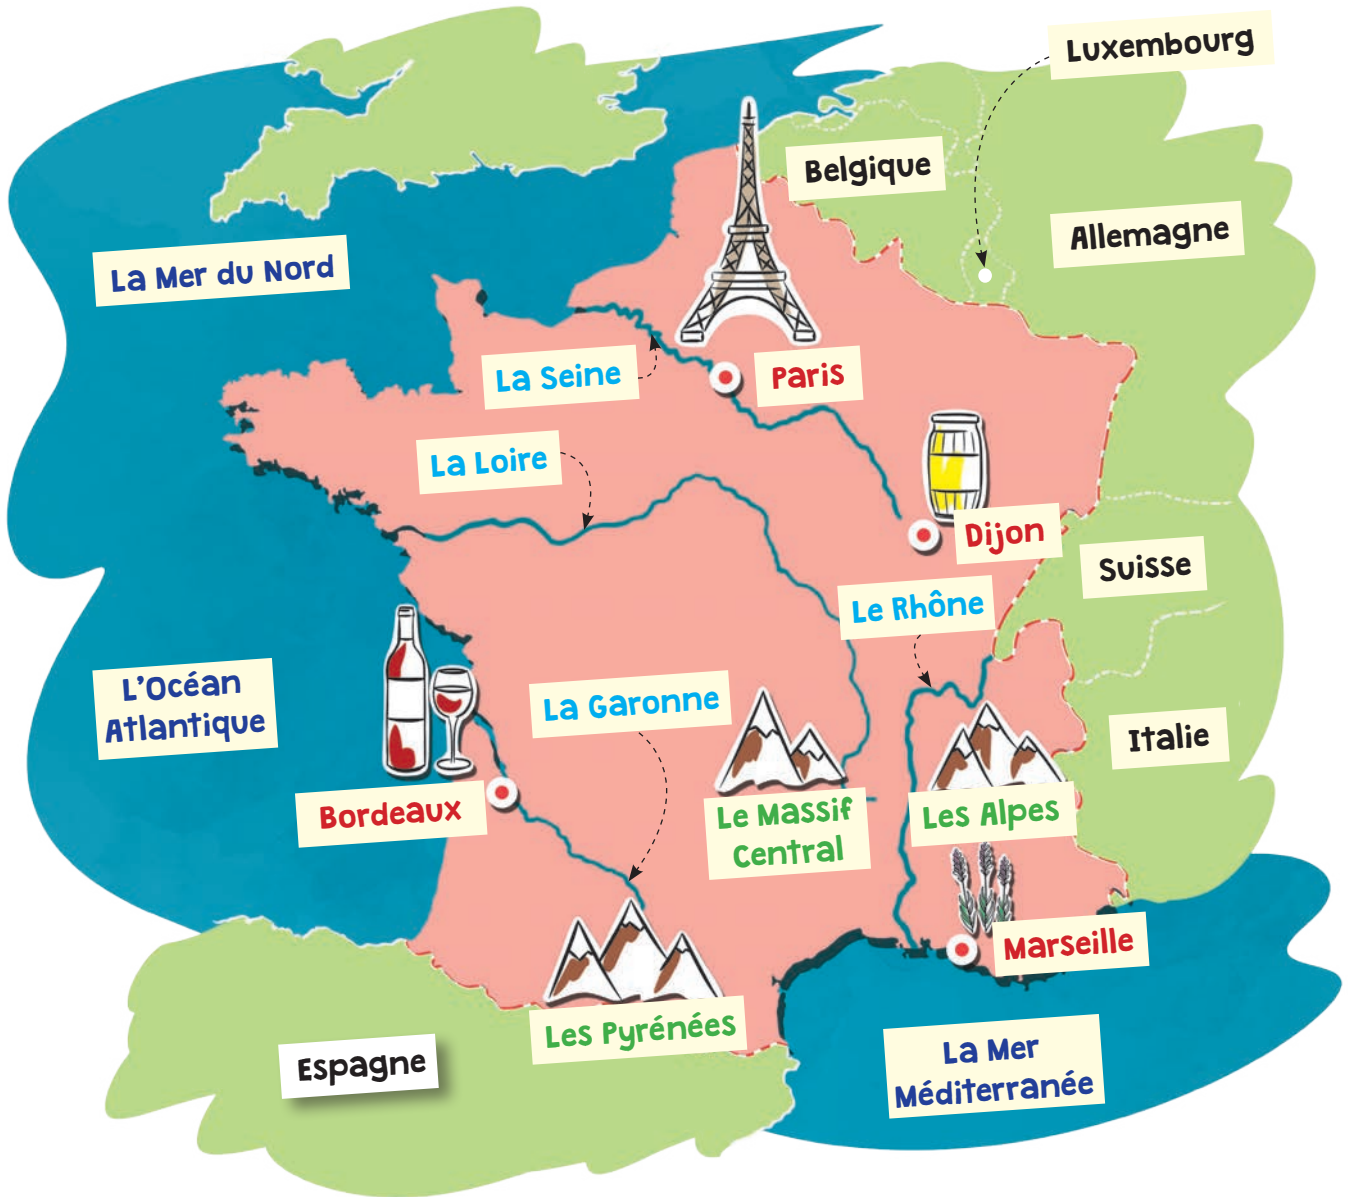 Luxembourg
Belgique
Allemagne
La Mer du Nord
La Seine
Paris
La Loire
Dijon
Suisse
Le Rhône
L'Océan
Atlantique
La Garonne
Italie
Bordeaux
Le Massif
Central
Les Alpes
Marseille
Les Pyrénées
Espagne
La Mer
Méditerranée